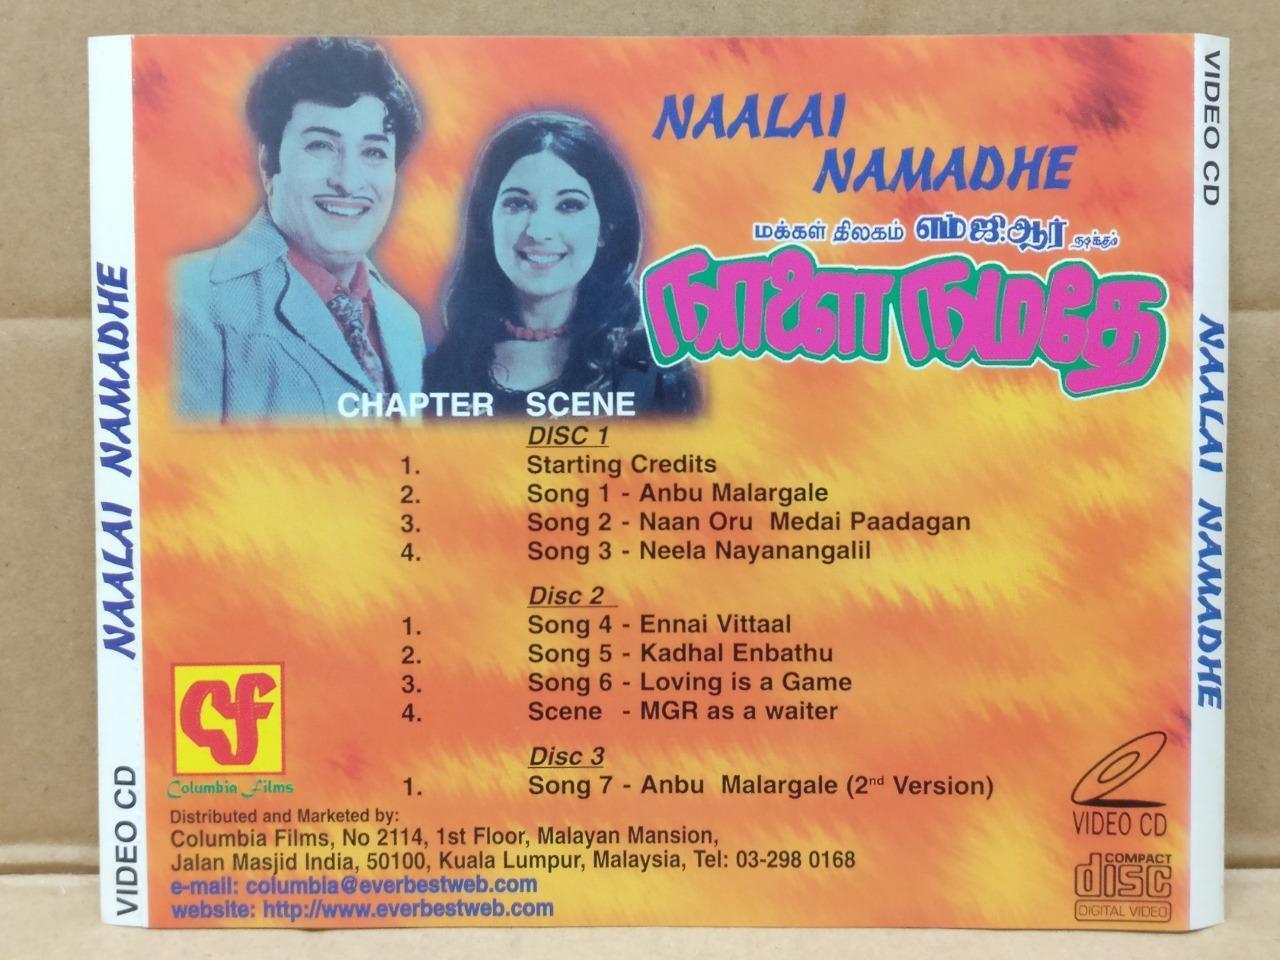 NAALAI
NAMADHE
மக்கள் திலகம் எம்.ஜி.ஆர் நடிக்கும்
நாளை நமதே
CHAPTER SCENE
DISC 1
1. Starting Credits
2. Song 1 - Anbu Malargale
3. Song 2 - Naan Oru Medai Paadagan
4. Song 3 - Neela Nayanangalil
Disc 2
1. Song 4 - Ennai Vittaal
2. Song 5 - Kadhal Enbathu
3. Song 6 - Loving is a Game
4. Scene - MGR as a waiter
Disc 3
1. Song 7 - Anbu Malargale (2nd Version)
cf
Columbia Films
Distributed and Marketed by:
Columbia Films, No 2114, 1st Floor, Malayan Mansion,
Jalan Masjid India, 50100, Kuala Lumpur, Malaysia, Tel: 03-298 0168
e-mail: columbia@everbestweb.com
website: http://www.everbestweb.com
VIDEO CD
COMPACT
disc
DIGITAL VIDEO
VIDEO CD NAALAI NAMADHE
VIDEO CD NAALAI NAMADHE